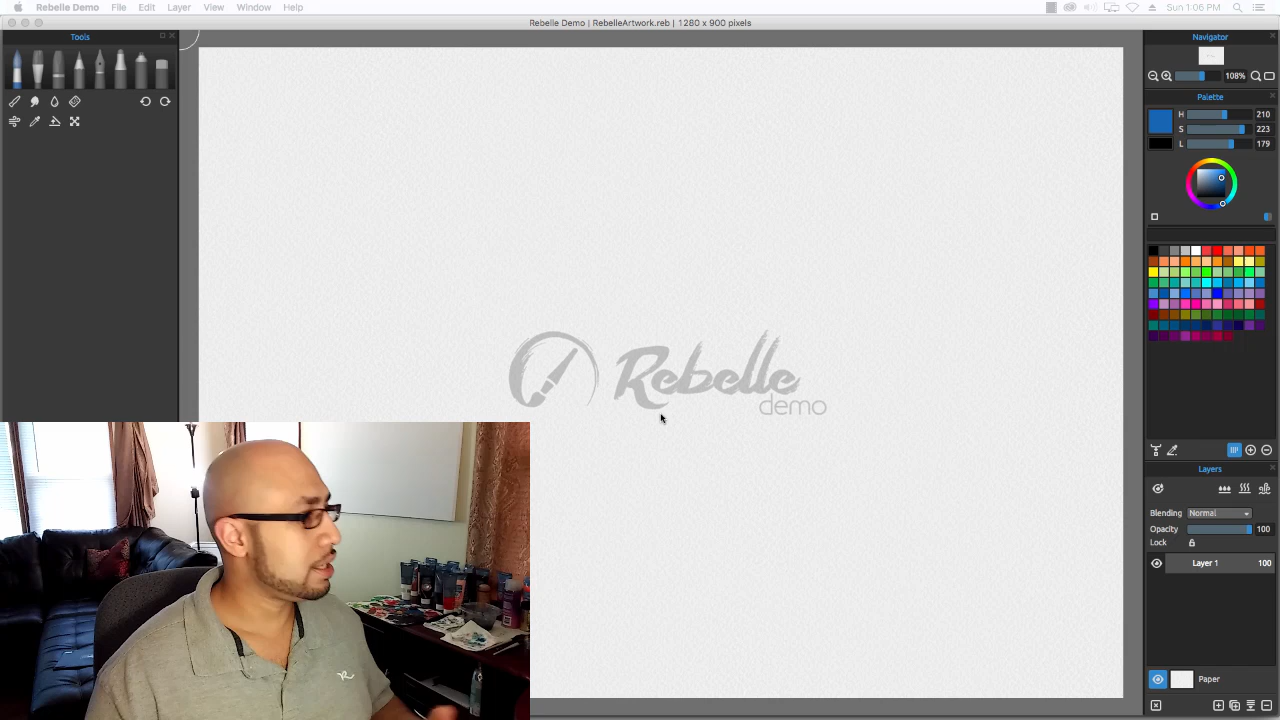 Rebelle Demo File Edit Layer View Window Help Sun 1:06 PM
Rebelle Demo | RebelleArtwork.reb | 1280 x 900 pixels
Tools
Navigator
108%
Palette
H 210
S 223
L 179
Rebelle
demo
Layers
Blending Normal
Opacity 100
Lock
Layer 1 100
Paper